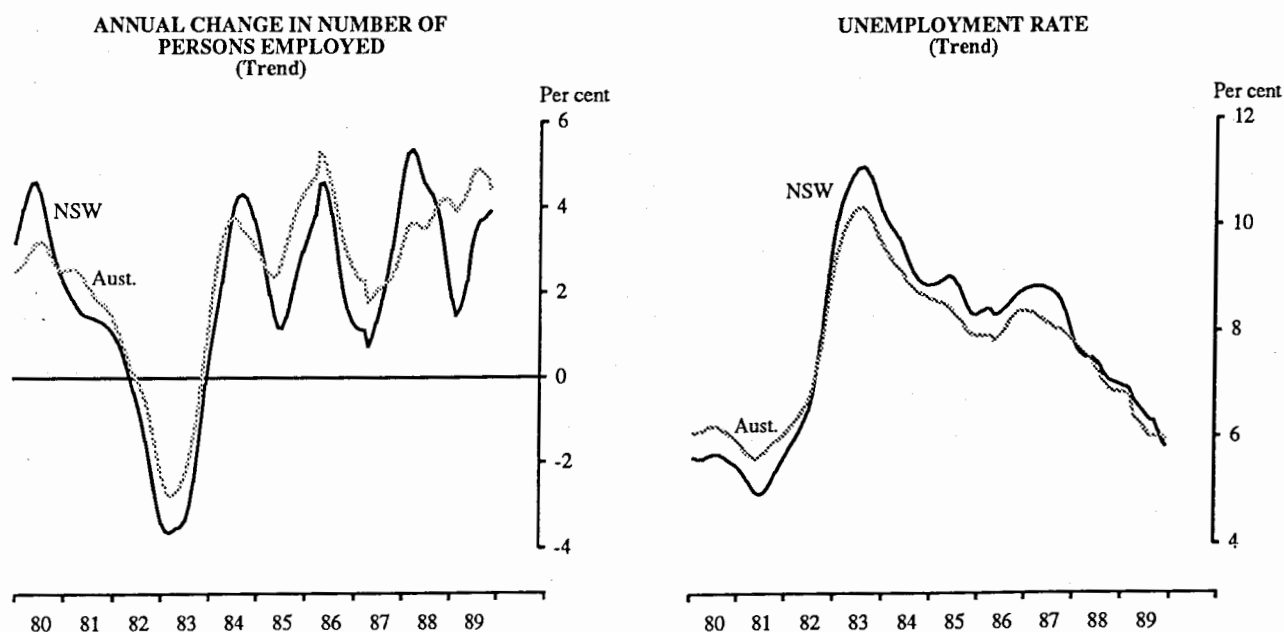 ANNUAL CHANGE IN NUMBER OF
PERSONS EMPLOYED
(Trend)
Per cent
6
4
2
0
-2
-4
NSW
Aust.
80 81 82 83 84 85 86 87 88 89
UNEMPLOYMENT RATE
(Trend)
Per cent
12
10
8
6
4
NSW
Aust.
80 81 82 83 84 85 86 87 88 89